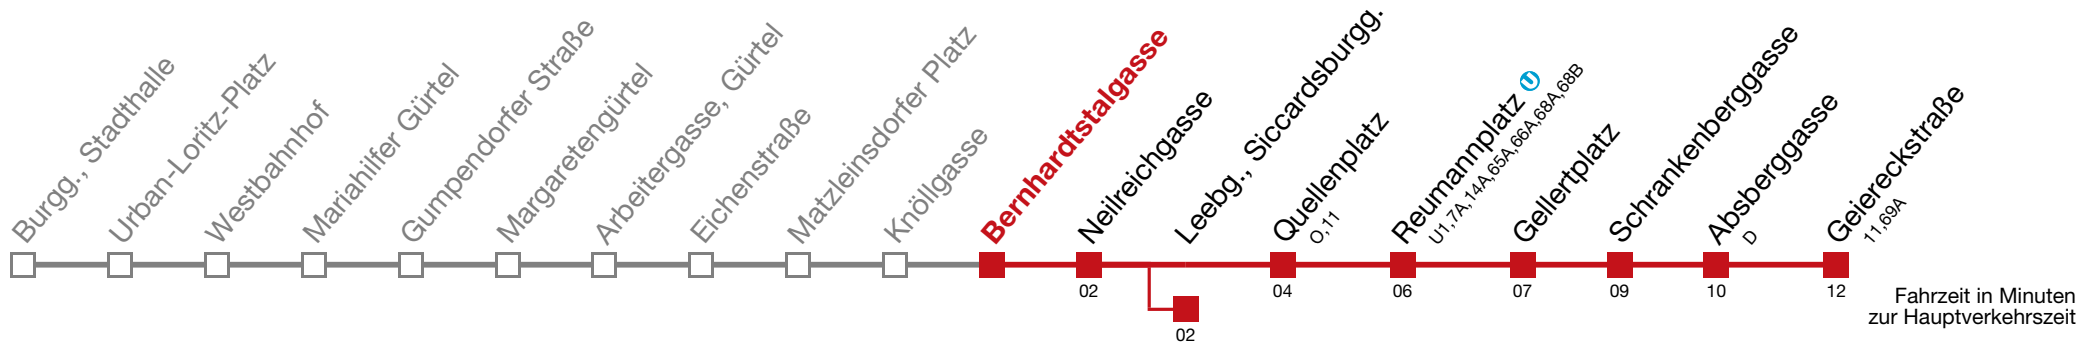 Burgg., Stadthalle
Urban-Loritz-Platz
Westbahnhof
Mariahilfer Gürtel
Gumpendorfer Straße
Margaretengürtel
Arbeitergasse, Gürtel
Eichenstraße
Matzleinsdorfer Platz
Knöllgasse
Bernhardtstalgasse
Neilreichgasse
02
Leebg., Siccardsburgg.
02
Quellenplatz
O,11
04
Reumannplatz U
U1,7A,14A,65A,66A,68A,68B
06
Gellertplatz
07
Schrankenberggasse
09
Absberggasse
D
10
Geiereckstraße
11,69A
12
Fahrzeit in Minuten
zur Hauptverkehrszeit